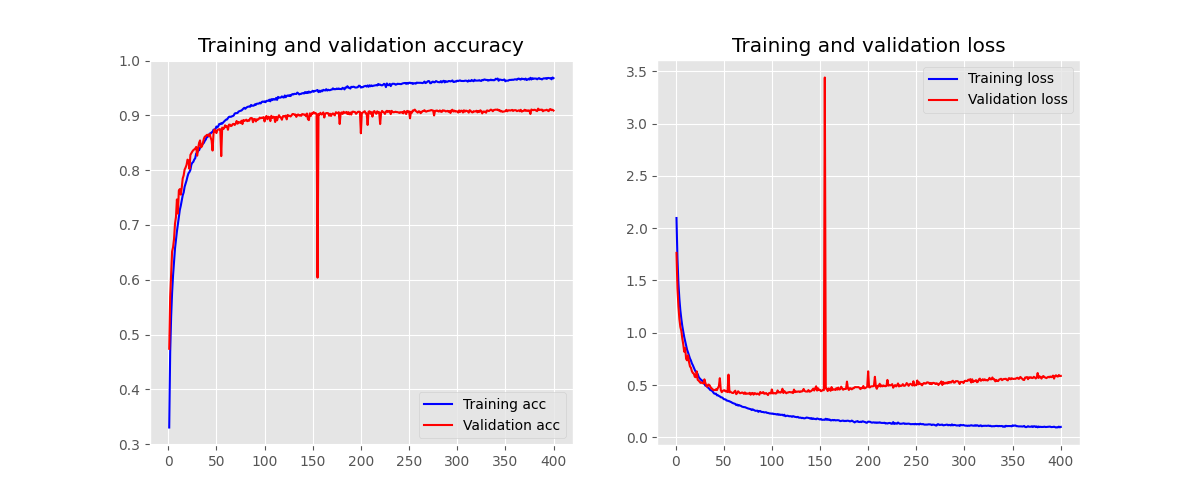 Training and validation accuracy
1.0
0.9
0.8
0.7
0.6
0.5
0.4
0.3
0 50 100 150 200 250 300 350 400
Training acc
Validation acc
Training and validation loss
3.5
3.0
2.5
2.0
1.5
1.0
0.5
0.0
0 50 100 150 200 250 300 350 400
Training loss
Validation loss